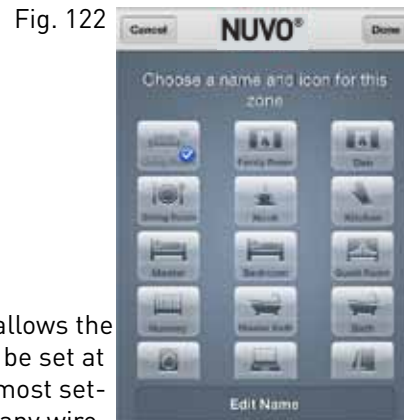 Fig. 122
Cancel NUVO® Done
Choose a name and icon for this
zone
Family Room Den
Dining Room Nook Kitchen
Master Bedroom Guest Room
Nursery Master Bath Bath
Edit Name
allows the
be set at
most set-
any wire